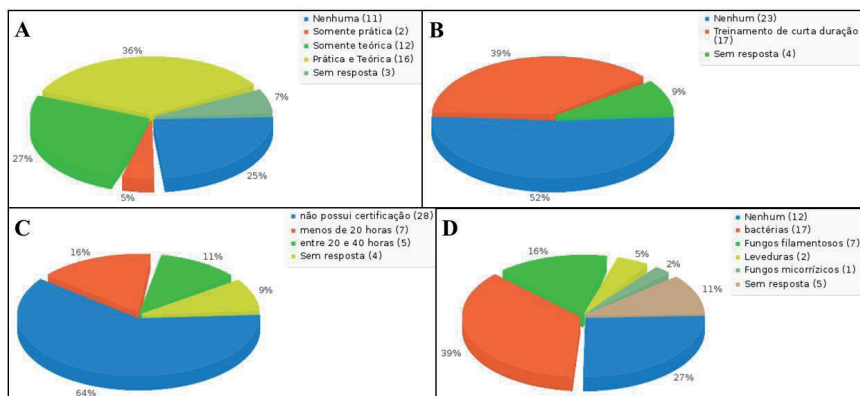 A
Nenhuma (11)
Somente prática (2)
Somente teórica (12)
Prática e Teórica (16)
Sem resposta (3)
36%
7%
27%
5%
25%
B
Nenhum (23)
Treinamento de curta duração
(17)
Sem resposta (4)
39%
9%
52%
C
não possui certificação (28)
menos de 20 horas (7)
entre 20 e 40 horas (5)
Sem resposta (4)
16%
11%
9%
64%
D
Nenhum (12)
bactérias (17)
Fungos filamentosos (7)
Leveduras (2)
Fungos micorrízicos (1)
Sem resposta (5)
16%
5%
2%
11%
39%
27%